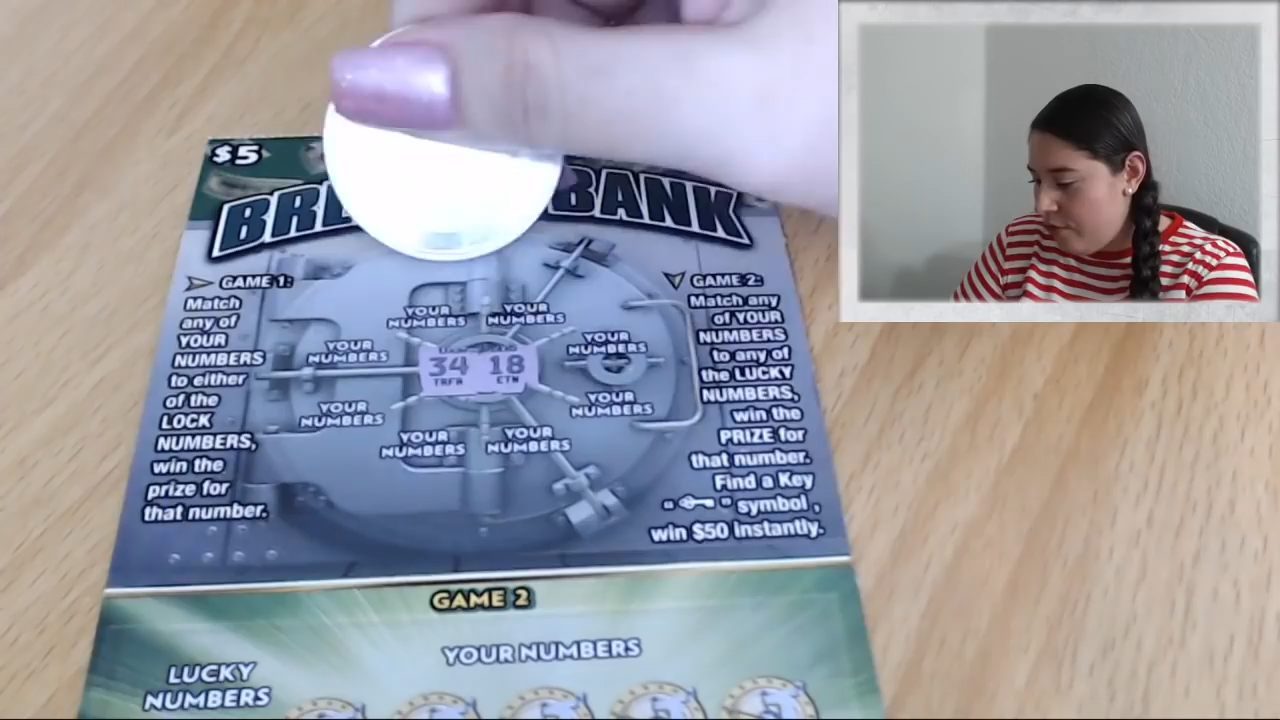 $5
BANK
GAME 1:
Match
any of
YOUR
NUMBERS
to either
of the
LOCK
NUMBERS,
win the
prize for
that number.
YOUR
NUMBERS
YOUR
NUMBERS
YOUR
NUMBERS
YOUR
NUMBERS
34 18
TRFR ETN
YOUR
NUMBERS
YOUR
NUMBERS
YOUR
NUMBERS
YOUR
NUMBERS
GAME 2:
Match any
of YOUR
NUMBERS
to any of
the LUCKY
NUMBERS,
win the
PRIZE for
that number.
Find a Key
" " symbol,
win $50 instantly.
GAME 2
YOUR NUMBERS
LUCKY
NUMBERS